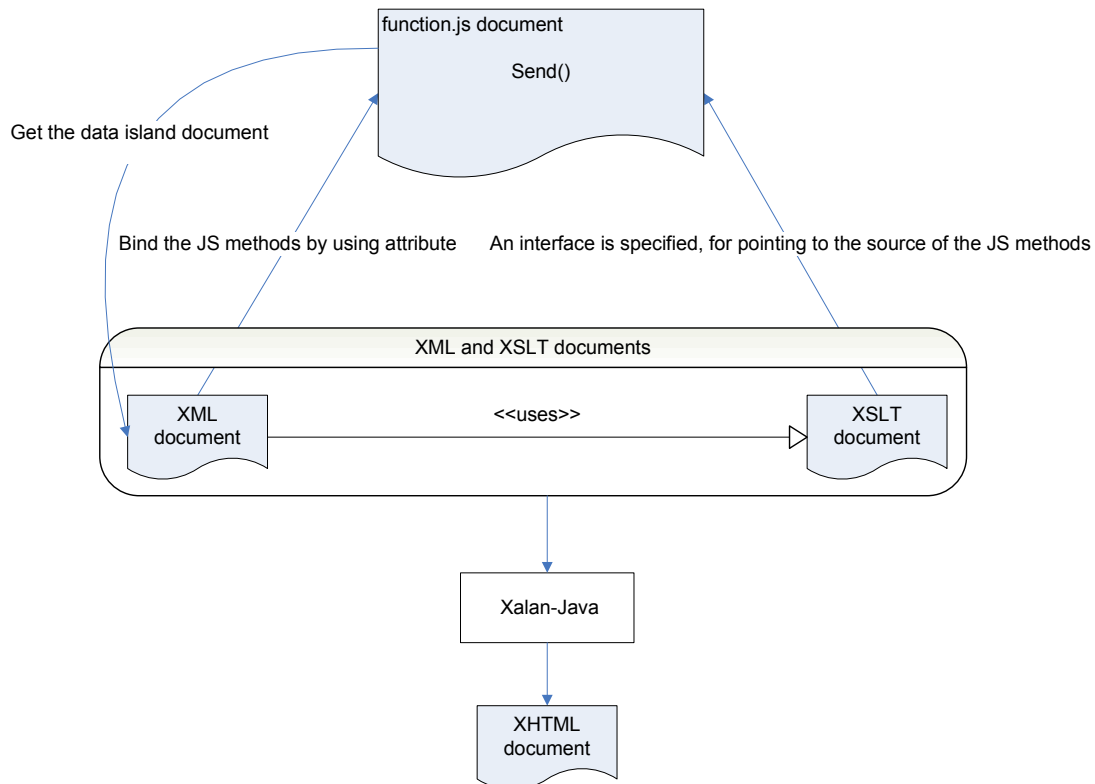 function.js document
Send()
Get the data island document
Bind the JS methods by using attribute
An interface is specified, for pointing to the source of the JS methods
XML and XSLT documents
XML
document
<<uses>>
XSLT
document
Xalan-Java
XHTML
document